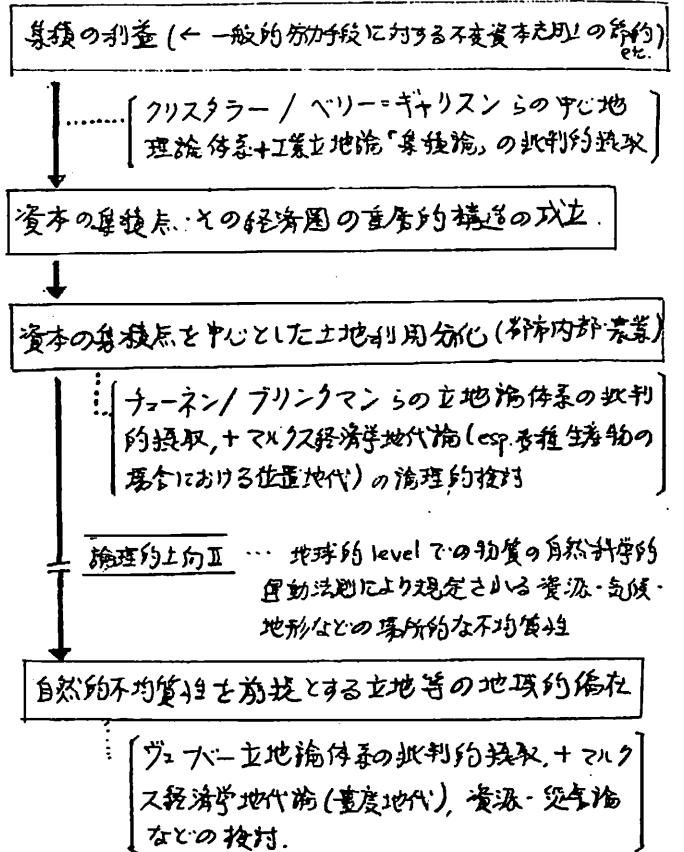 集積の利益(← 一般的労力手段に対する不変資本充用上の節約)
etc.
クリスタラー / ベリー=ギャリスン らの中心地
理論体系+工業立地論「集積論」の批判的摂取
資本の集積点・その経済圏の重層的構造の成立.
資本の集積点を中心とした土地利用分化(都市内部・農業)
チューネン/ ブリンクマン らの立地論体系の批判
的摂取, + マルクス経済学地代論(esp.各種生産物の
場合における位置地代)の論理的検討
論理的上向Ⅱ … 地球的 level での物質の自然科学的
運動法則により規定される 資源・気候・
地形などの場所的な不均質性
自然的不均質性を前提とする立地等の地域的偏在
ヴェーバー立地論体系の批判的摂取, + マルク
ス経済学地代論(豊度地代), 資源・災害論
などの検討.